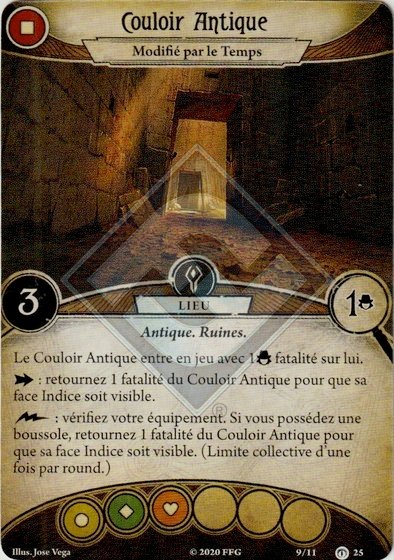 Couloir Antique
Modifié par le Temps
3
LIEU
1
Antique. Ruines.
Le Couloir Antique entre en jeu avec 1 fatalité sur lui.
: retournez 1 fatalité du Couloir Antique pour que sa
face Indice soit visible.
: vérifiez votre équipement. Si vous possédez une
boussole, retournez 1 fatalité du Couloir Antique pour
que sa face Indice soit visible. (Limite collective d'une
fois par round.)
Illus. Jose Vega
© 2020 FFG
9/11
25